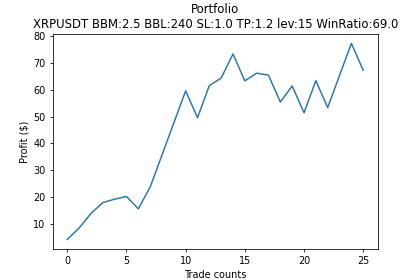 Portfolio
XRPUSDT BBM:2.5 BBL:240 SL:1.0 TP:1.2 lev:15 WinRatio:69.0
80
70
60
50
40
30
20
10
Profit ($)
0 5 10 15 20 25
Trade counts